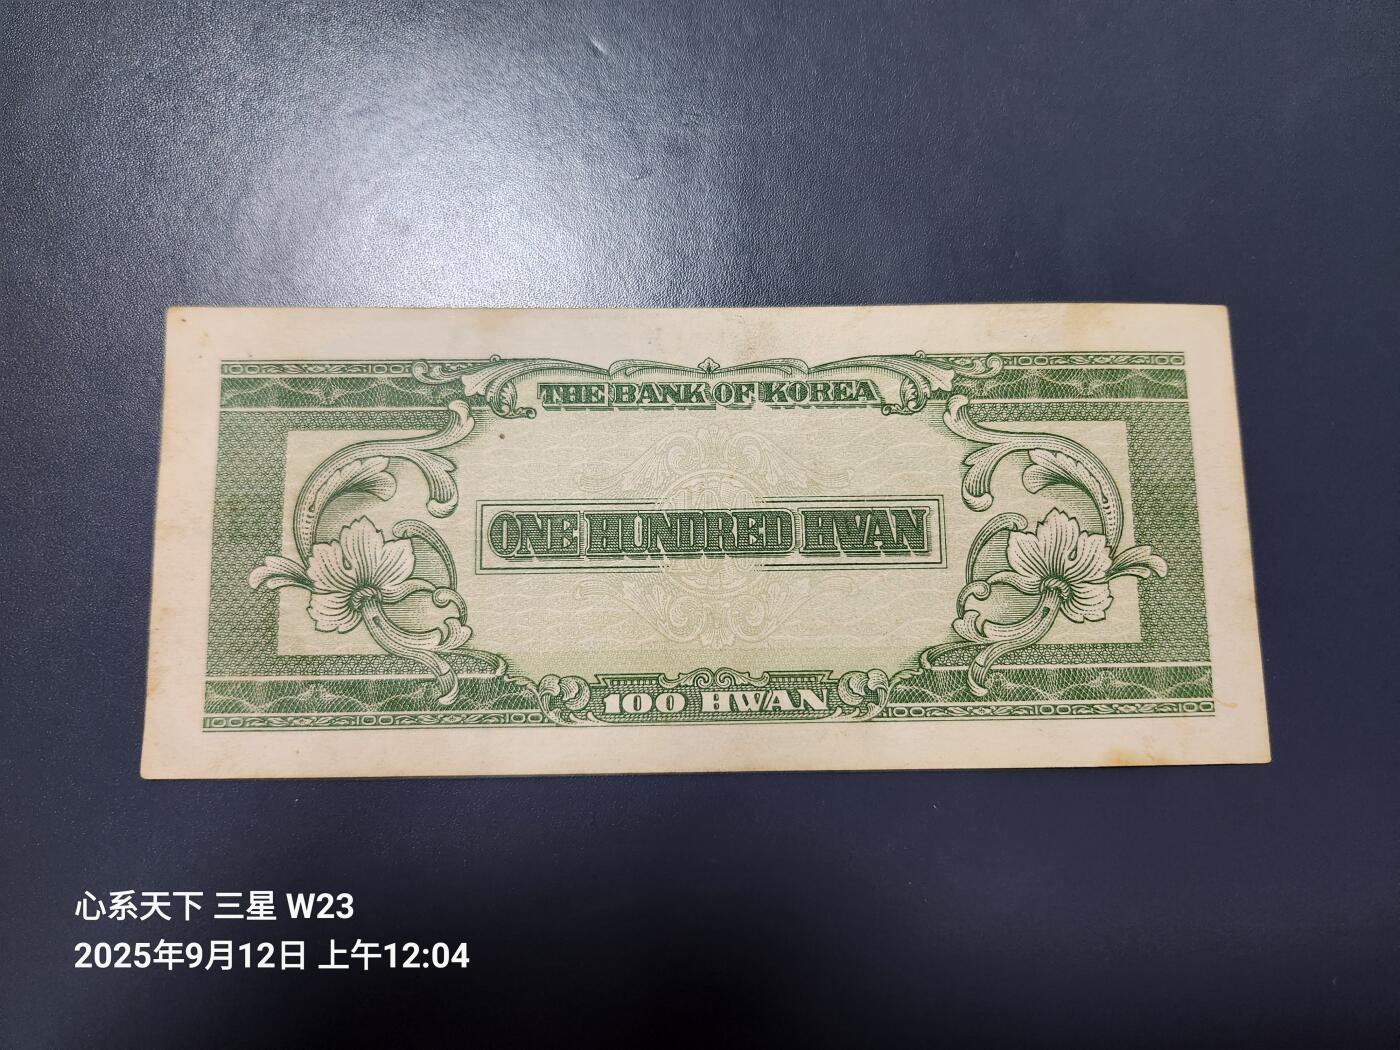 THE BANK OF KOREA
100
ONE HUNDRED HWAN
100 HWAN
心系天下 三星 W23
2025年9月12日 上午12:04